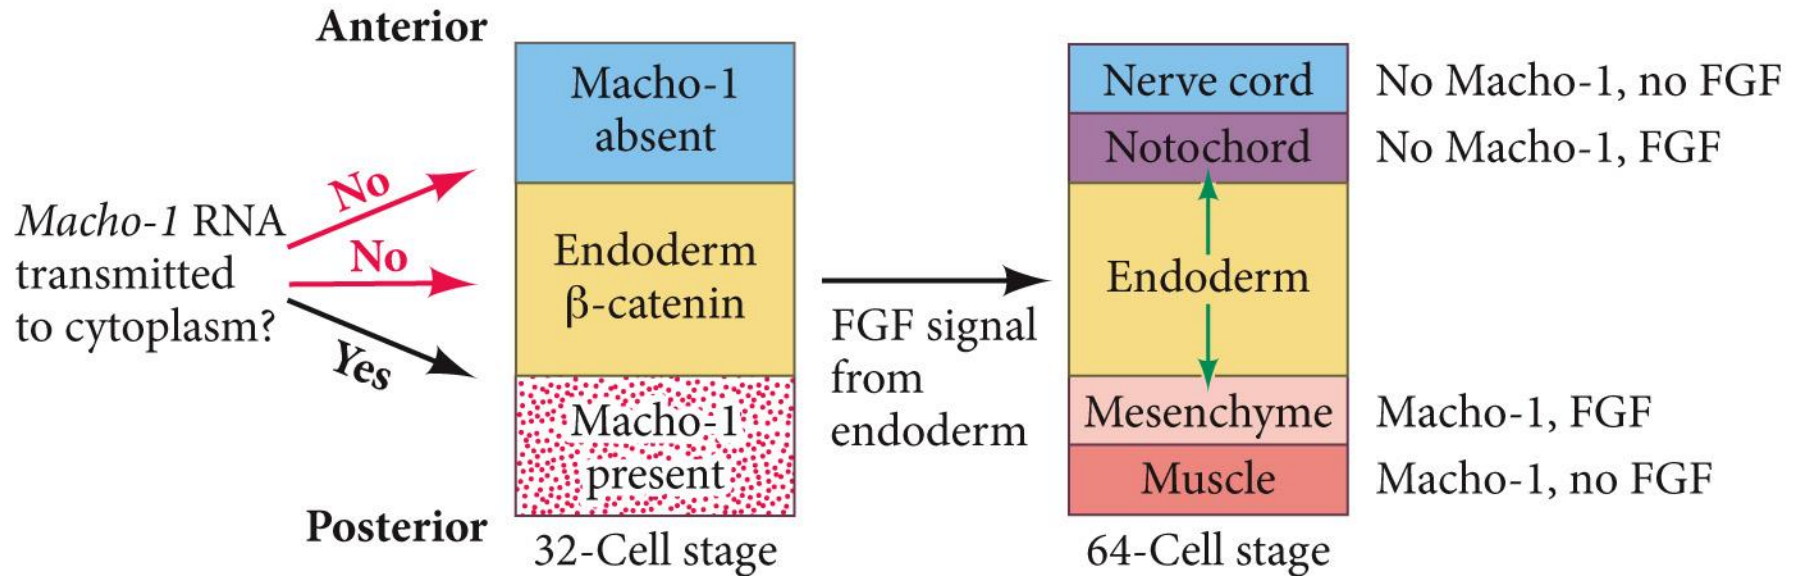 Anterior
Macho-1 RNA
transmitted
to cytoplasm?
No
No
Yes
Macho-1
absent
Endoderm
β-catenin
Macho-1
present
Posterior
32-Cell stage
FGF signal
from
endoderm
Nerve cord
No Macho-1, no FGF
Notochord
No Macho-1, FGF
Endoderm
Mesenchyme
Macho-1, FGF
Muscle
Macho-1, no FGF
64-Cell stage